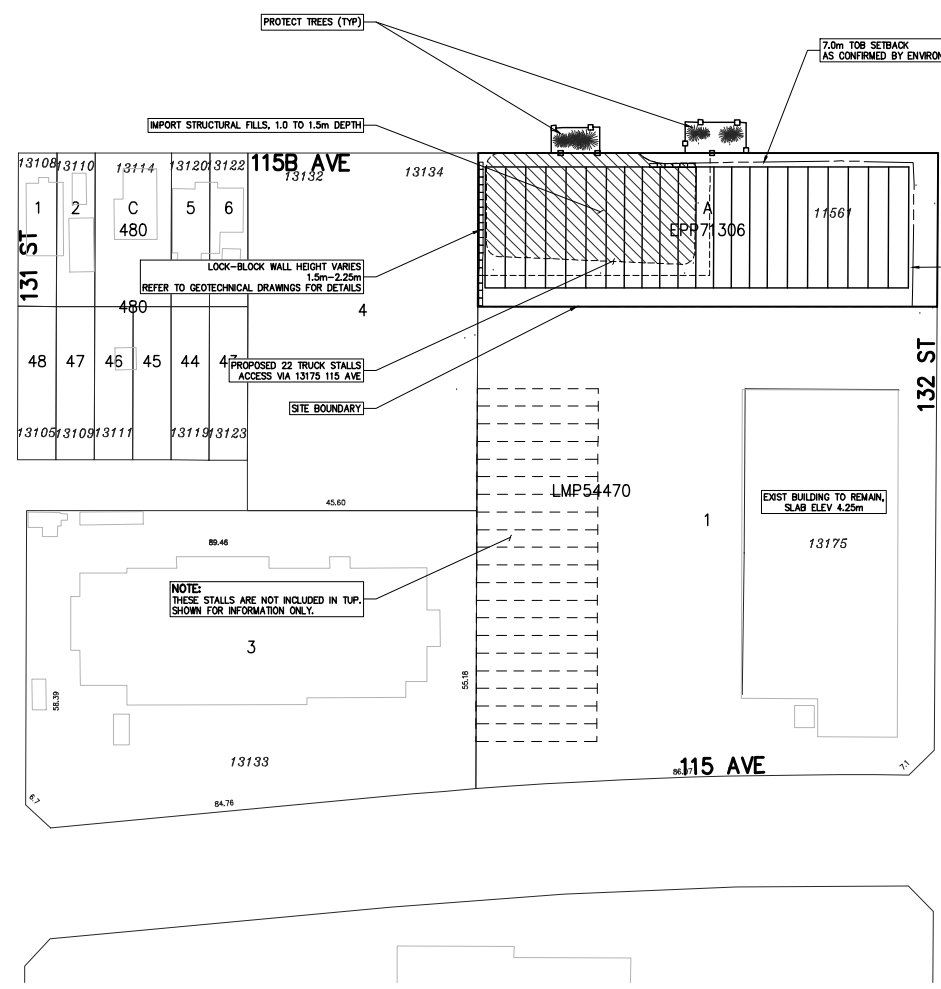 PROTECT TREES (TYP)
7.0m TOB SETBACK
AS CONFIRMED BY ENVIRON
IMPORT STRUCTURAL FILLS, 1.0 TO 1.5m DEPTH
13108 13110 13114 13120 13122
115B AVE
13132
13134
1 2 C 5 6
480
131 ST
A
EPP71306
11561
LOCK-BLOCK WALL HEIGHT VARIES
1.5m-2.25m
REFER TO GEOTECHNICAL DRAWINGS FOR DETAILS
480
4
48 47 46 45 44 43
PROPOSED 22 TRUCK STALLS
ACCESS VIA 13175 115 AVE
132 ST
SITE BOUNDARY
13105 13109 13111 13119 13123
45.60
LMP54470
1
EXIST BUILDING TO REMAIN,
SLAB ELEV 4.25m
13175
89.46
NOTE:
THESE STALLS ARE NOT INCLUDED IN TUP.
SHOWN FOR INFORMATION ONLY.
3
55.18
58.39
13133
115 AVE
7.1
6.7
84.76